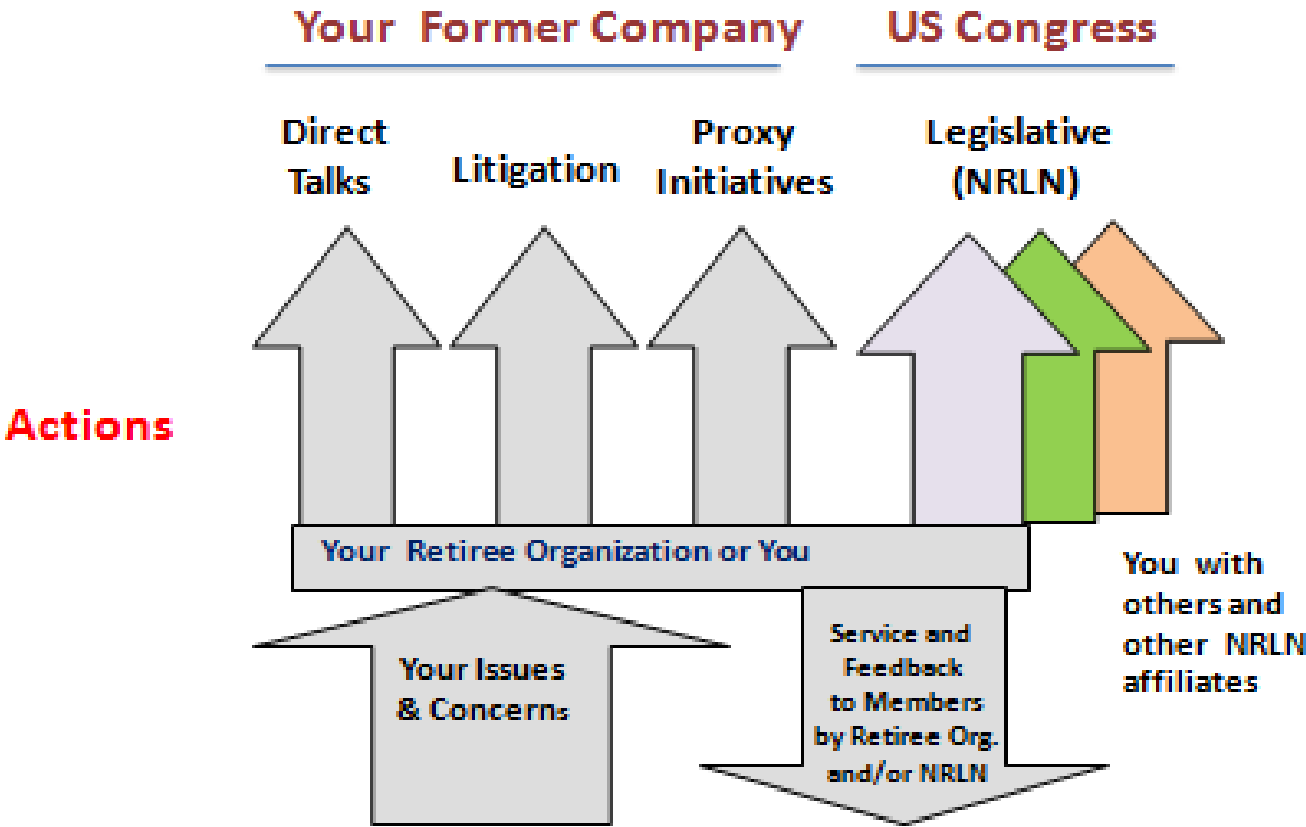 Your Former Company
US Congress
Direct
Talks
Litigation
Proxy
Initiatives
Legislative
(NRLN)
Actions
Your Retiree Organization or You
You with
others and
other NRLN
affiliates
Your Issues
& Concerns
Service and
Feedback
to Members
by Retiree Org.
and/or NRLN